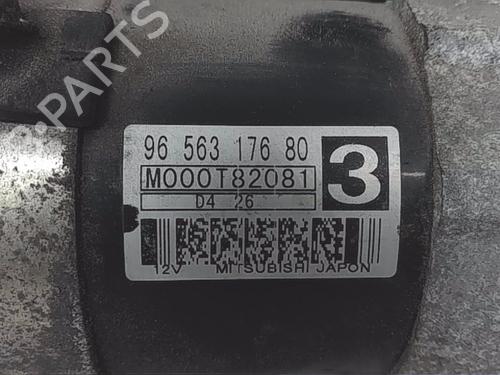 B-PARTS
96 563 176 80
3
M000T82081
D4 26
12V MITSUBISHI JAPON